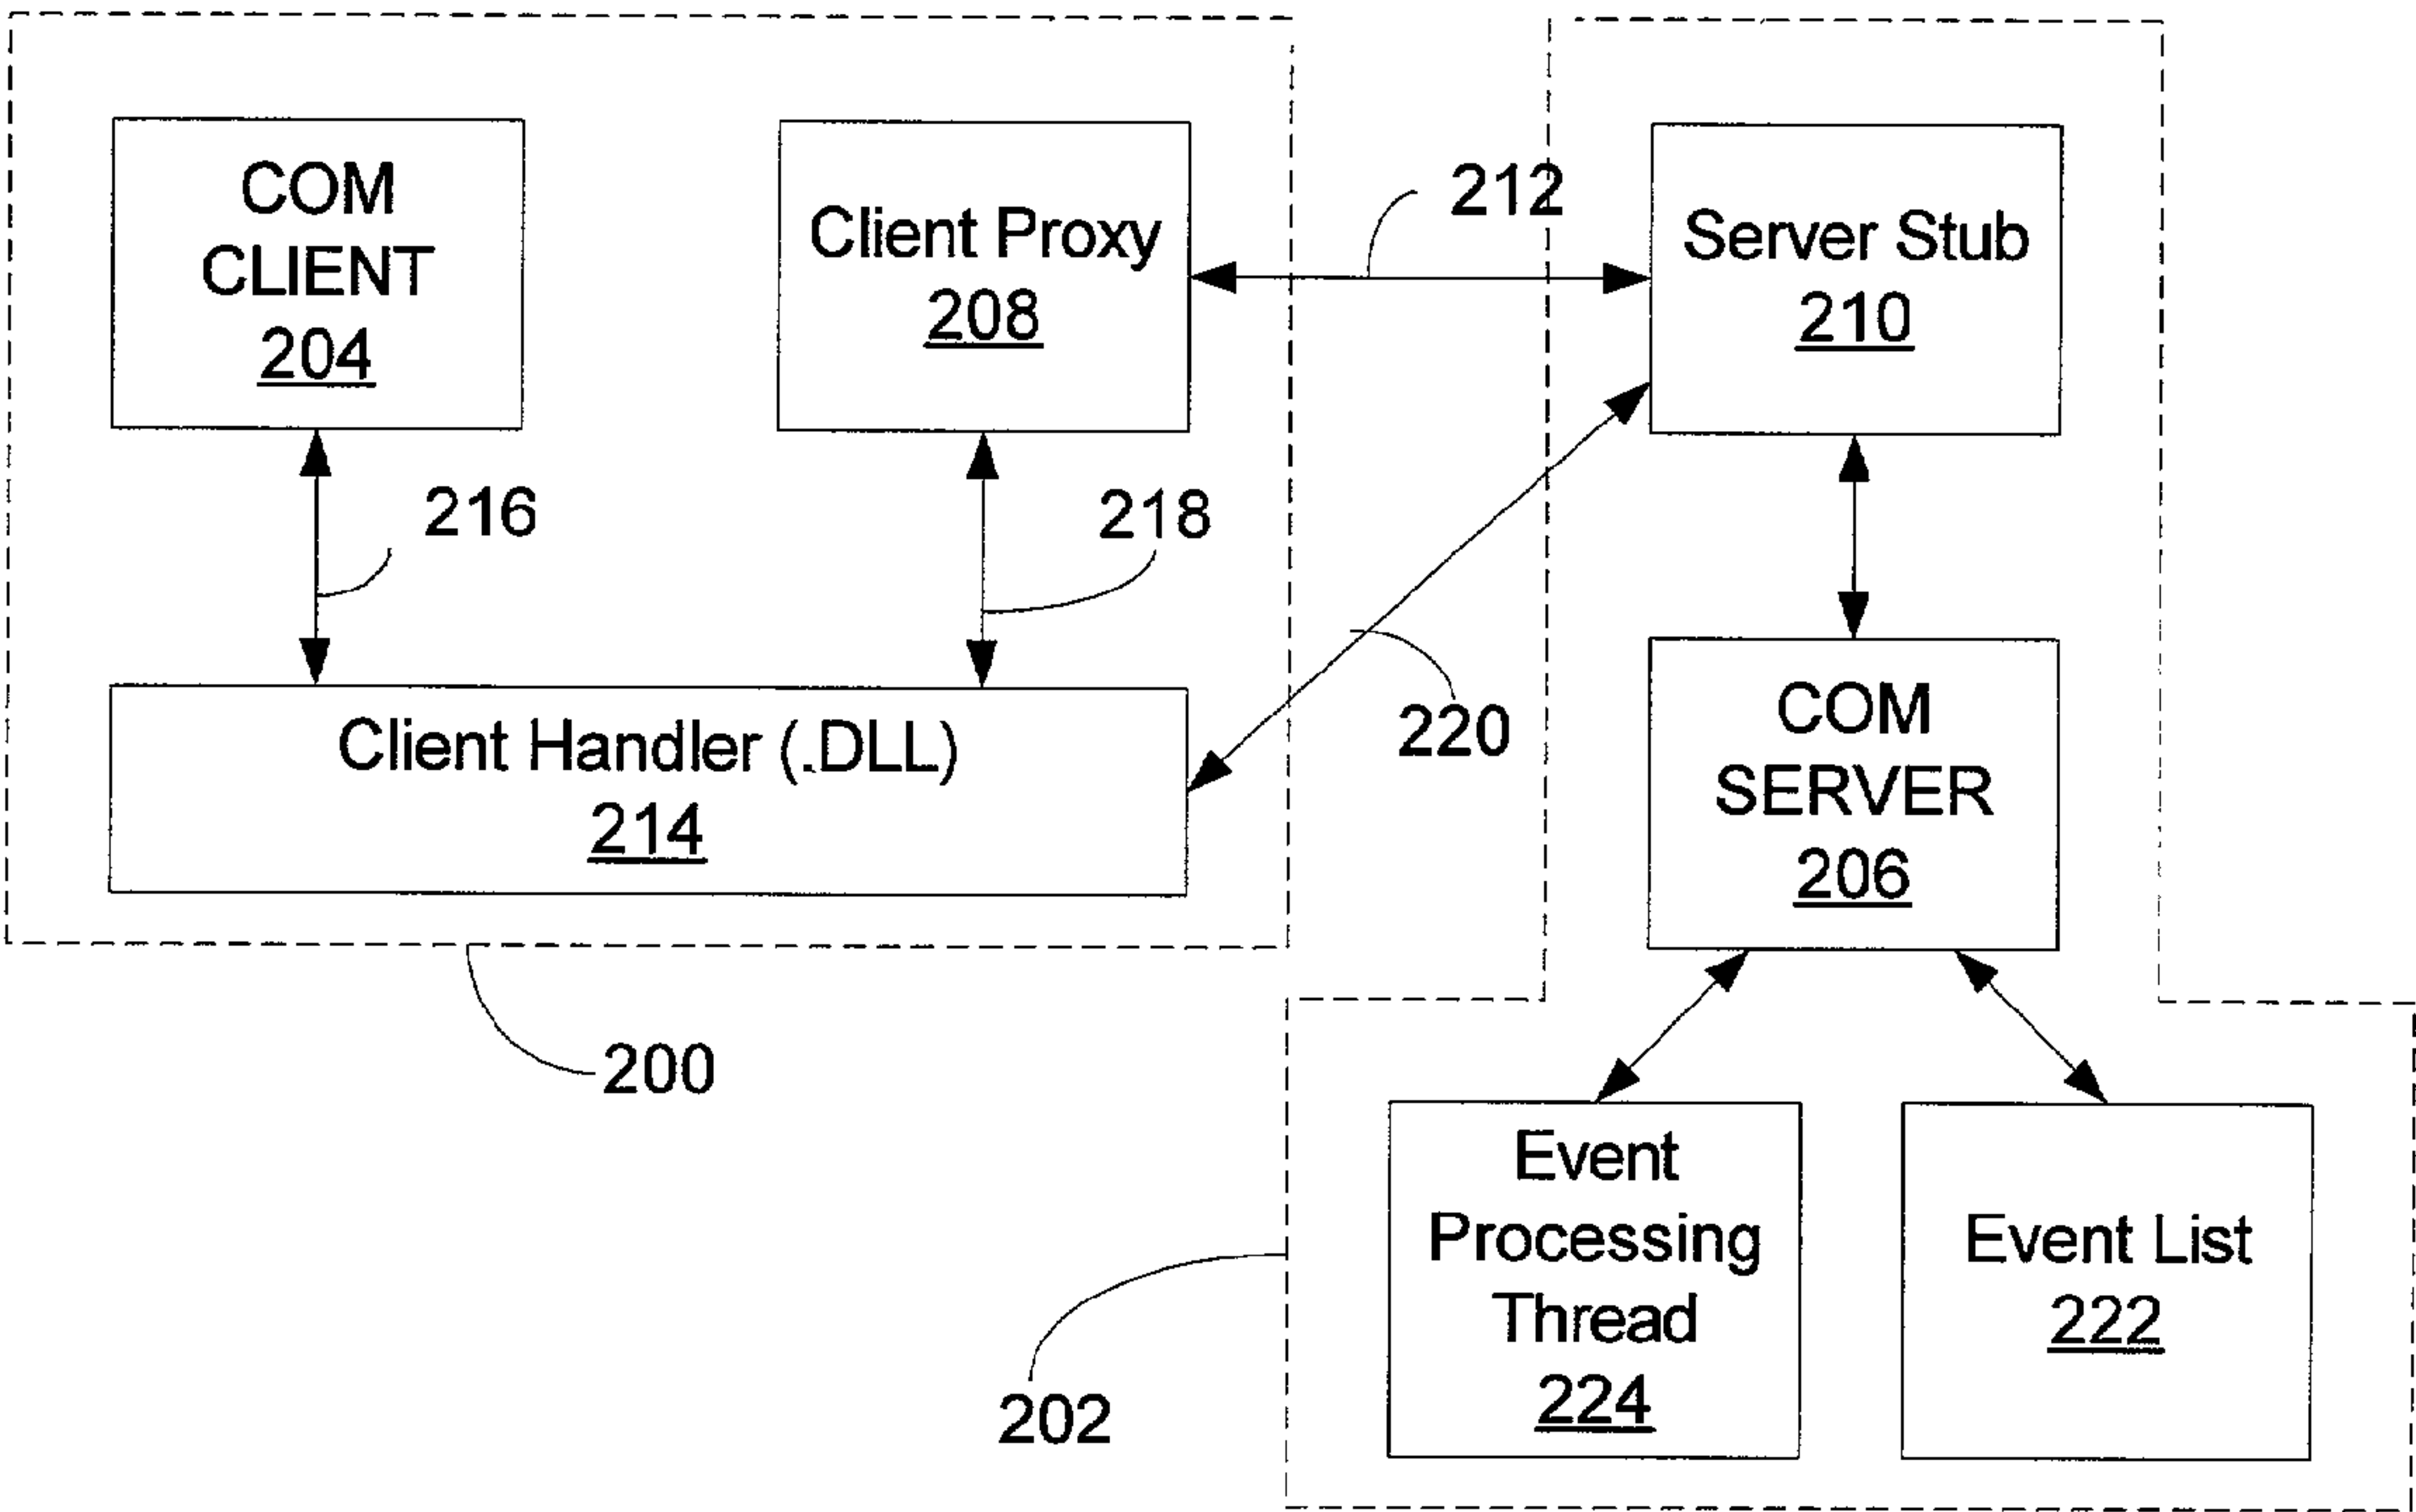 COM
CLIENT
204
Client Proxy
208
212
Server Stub
210
216
218
220
Client Handler (.DLL)
214
COM
SERVER
206
200
202
Event
Processing
Thread
224
Event List
222